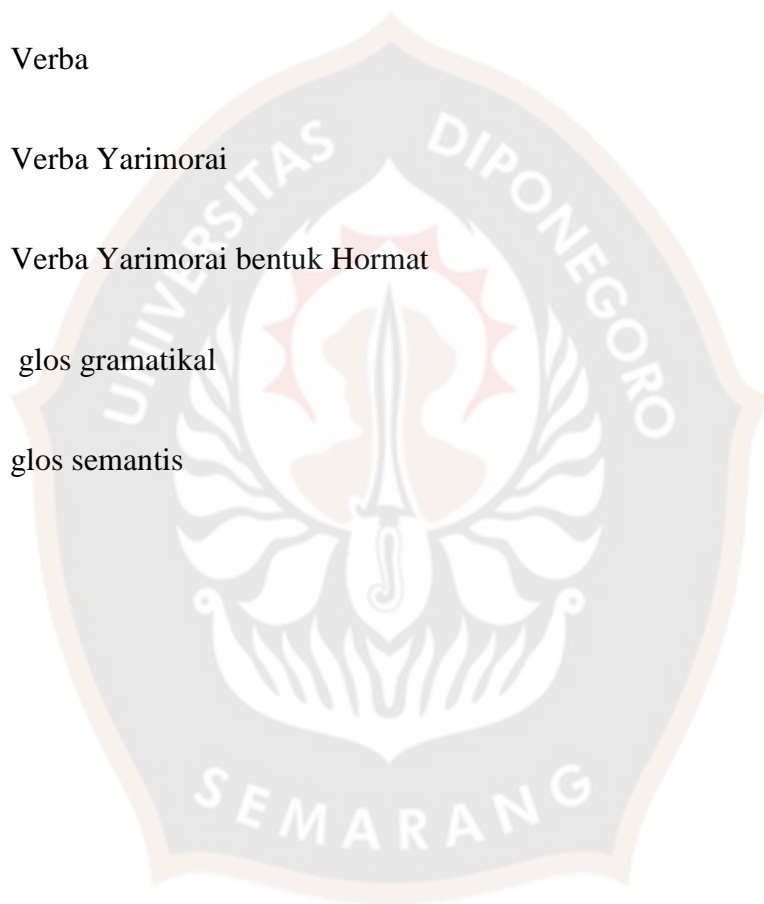 Verba
Verba Yarimorai
Verba Yarimorai bentuk Hormat
glos gramatikal
glos semantis
UNIVERSITAS DIPONEGORO
SEMARANG